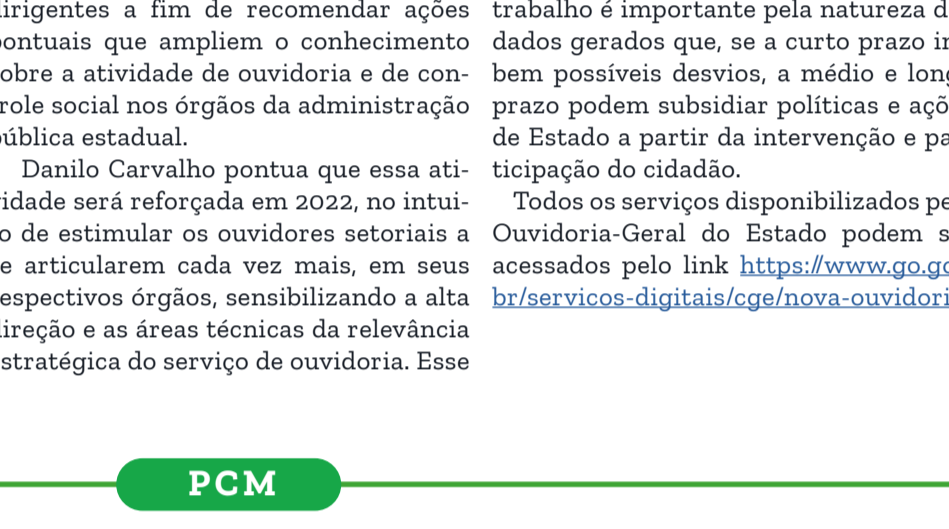 dirigentes a fim de recomendar ações
pontuais que ampliem o conhecimento
sobre a atividade de ouvidoria e de con-
trole social nos órgãos da administração
pública estadual.
Danilo Carvalho pontua que essa ati-
vidade será reforçada em 2022, no intui-
to de estimular os ouvidores setoriais a
se articularem cada vez mais, em seus
respectivos órgãos, sensibilizando a alta
direção e as áreas técnicas da relevância
estratégica do serviço de ouvidoria. Esse
trabalho é importante pela natureza
dados gerados que, se a curto prazo
bem possíveis desvios, a médio e
prazo podem subsidiar políticas e
de Estado a partir da intervenção e
ticipação do cidadão.
Todos os serviços disponibilizados
Ouvidoria-Geral do Estado podem
acessados pelo link https://www.go.go
br/servicos-digitais/cge/nova-ouvidori
PCM